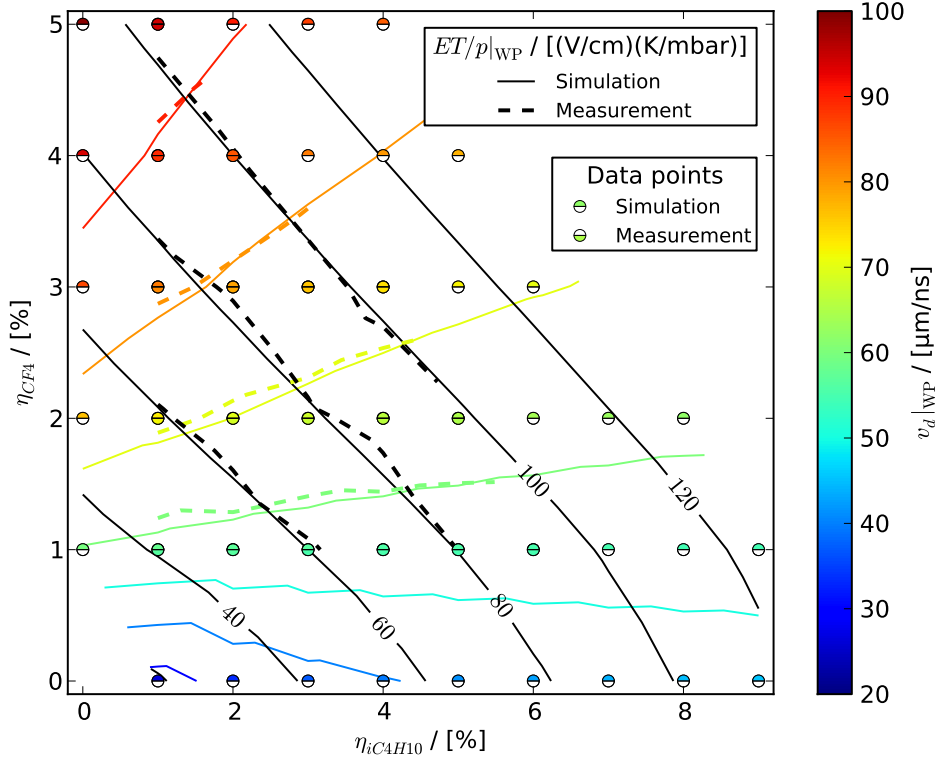 5
4
3
2
1
0
η_CF4 / [%]
ET/p|WP / [(V/cm)(K/mbar)]
Simulation
Measurement
Data points
Simulation
Measurement
100
120
40
60
80
0
2
4
6
8
η_iC4H10 / [%]
100
90
80
70
60
50
40
30
20
v_d|WP / [μm/ns]